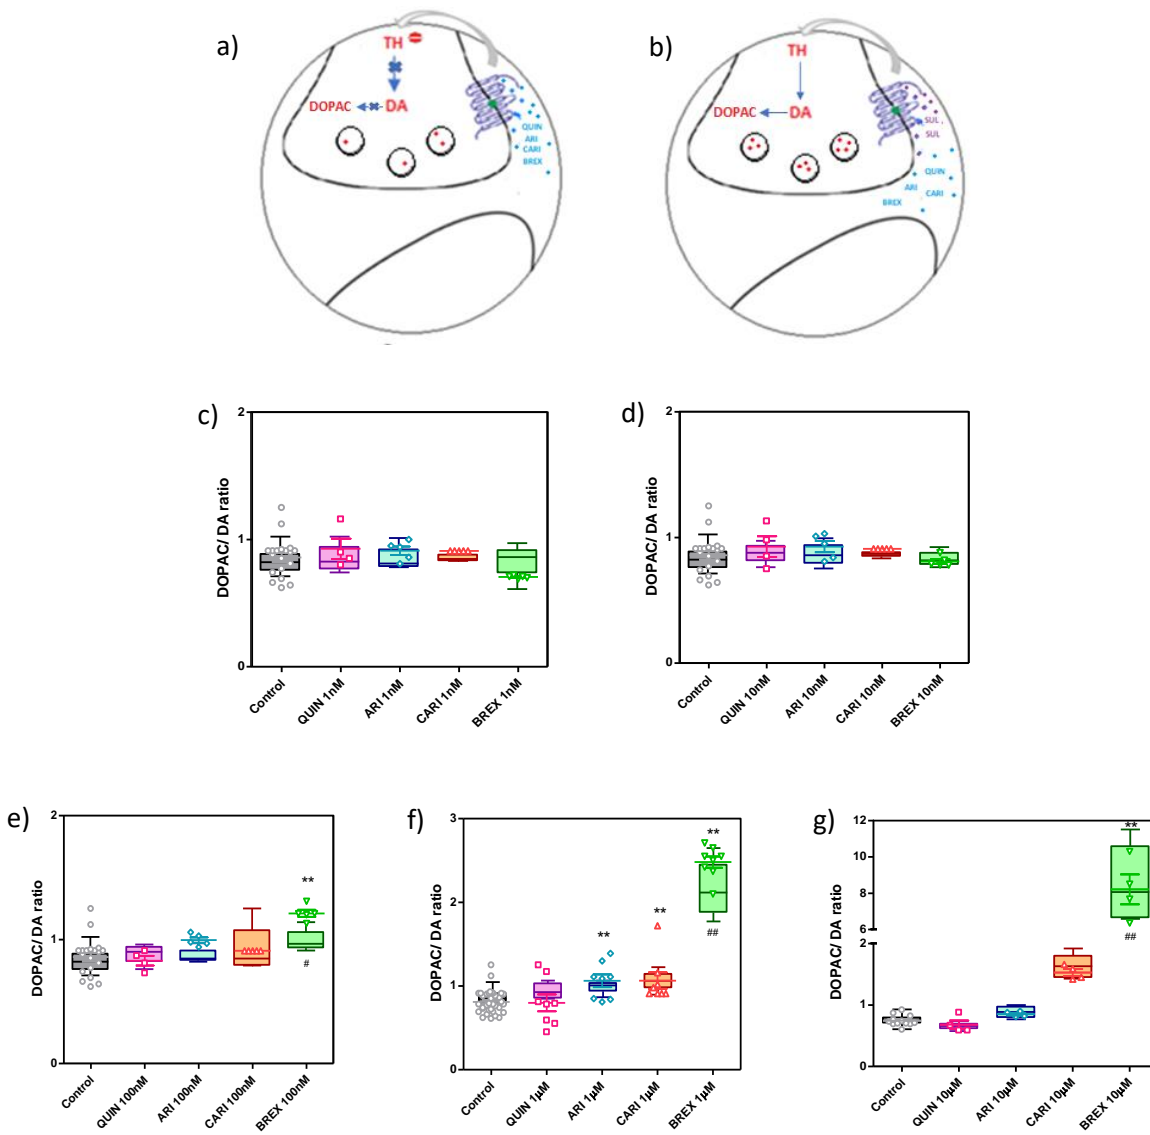 a)
TH
DOPAC
DA
QUIN
ARI
CARI
BREX
b)
TH
DOPAC
DA
SUL,
SUL
QUIN
ARI
CARI
BREX
c)
DOPAC/ DA ratio
2
1
0
Control
QUIN 1nM
ARI 1nM
CARI 1nM
BREX 1nM
d)
DOPAC/ DA ratio
2
1
0
Control
QUIN 10nM
ARI 10nM
CARI 10nM
BREX 10nM
e)
DOPAC/ DA ratio
2
1
0
**
#
Control
QUIN 100nM
ARI 100nM
CARI 100nM
BREX 100nM
f)
DOPAC/ DA ratio
3
2
1
0
**
**
**
##
Control
QUIN 1µM
ARI 1µM
CARI 1µM
BREX 1µM
g)
DOPAC/ DA ratio
12
10
8
6
2
1
0
**
##
Control
QUIN 10µM
ARI 10µM
CARI 10µM
BREX 10µM